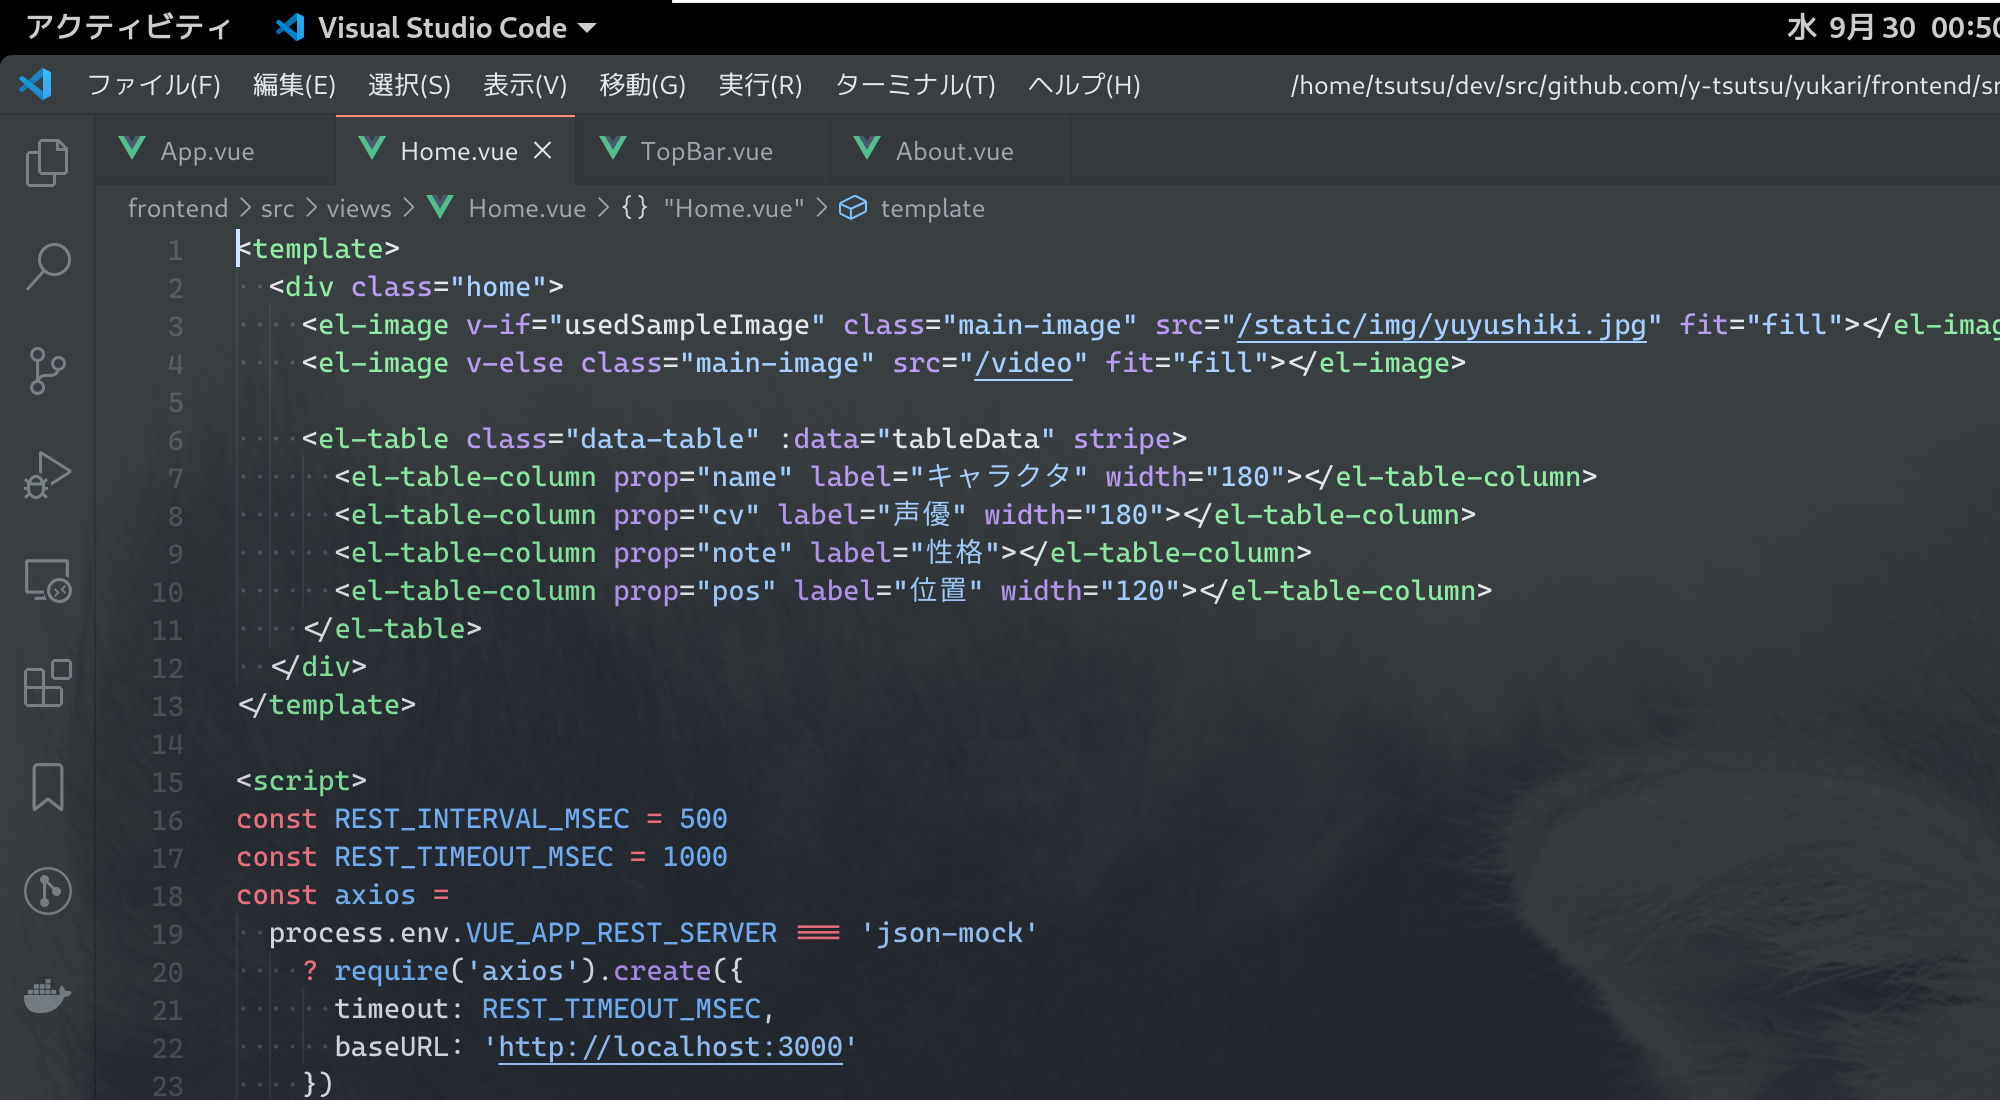 アクティビティ Visual Studio Code 水 9月 30 00:50
ファイル(F) 編集(E) 選択(S) 表示(V) 移動(G) 実行(R) ターミナル(T) ヘルプ(H) /home/tsutsu/dev/src/github.com/y-tsutsu/yukari/frontend/sr
App.vue Home.vue TopBar.vue About.vue
frontend > src > views > Home.vue > {} "Home.vue" > template
1 <template>
2 <div class="home">
3 <el-image v-if="usedSampleImage" class="main-image" src="/static/img/yuyushiki.jpg" fit="fill"></el-imag
4 <el-image v-else class="main-image" src="/video" fit="fill"></el-image>
5
6 <el-table class="data-table" :data="tableData" stripe>
7 <el-table-column prop="name" label="キャラクタ" width="180"></el-table-column>
8 <el-table-column prop="cv" label="声優" width="180"></el-table-column>
9 <el-table-column prop="note" label="性格"></el-table-column>
10 <el-table-column prop="pos" label="位置" width="120"></el-table-column>
11 </el-table>
12 </div>
13 </template>
14
15 <script>
16 const REST_INTERVAL_MSEC = 500
17 const REST_TIMEOUT_MSEC = 1000
18 const axios =
19 process.env.VUE_APP_REST_SERVER === 'json-mock'
20 ? require('axios').create({
21 timeout: REST_TIMEOUT_MSEC,
22 baseURL: 'http://localhost:3000'
23 })